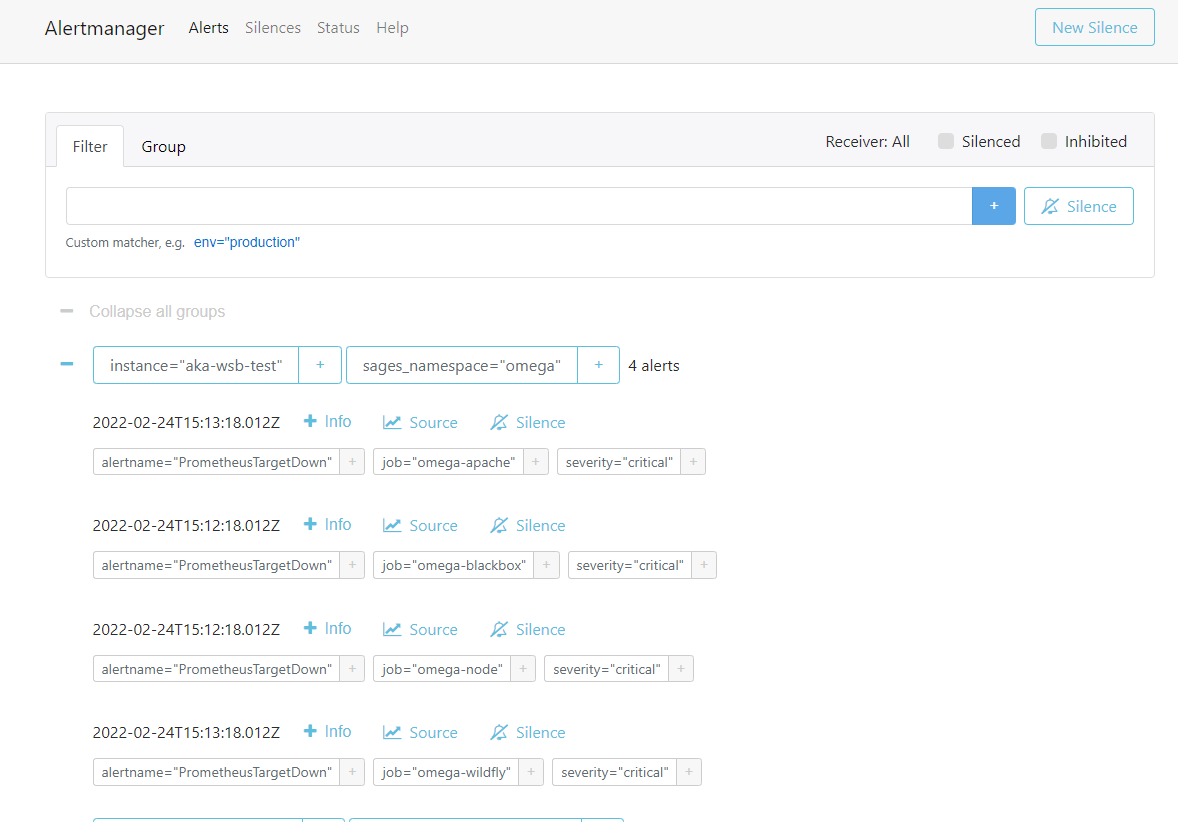 Alertmanager Alerts Silences Status Help New Silence
Filter Group Receiver: All Silenced Inhibited
+ Silence
Custom matcher, e.g. env="production"
Collapse all groups
instance="aka-wsb-test" + sages_namespace="omega" + 4 alerts
2022-02-24T15:13:18.012Z + Info Source Silence
alertname="PrometheusTargetDown" + job="omega-apache" + severity="critical" +
2022-02-24T15:12:18.012Z + Info Source Silence
alertname="PrometheusTargetDown" + job="omega-blackbox" + severity="critical" +
2022-02-24T15:12:18.012Z + Info Source Silence
alertname="PrometheusTargetDown" + job="omega-node" + severity="critical" +
2022-02-24T15:13:18.012Z + Info Source Silence
alertname="PrometheusTargetDown" + job="omega-wildfly" + severity="critical" +